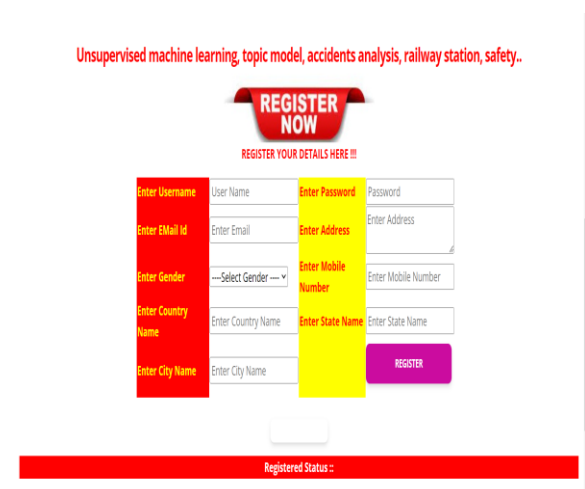 Unsupervised machine learning, topic model, accidents analysis, railway station, safety..
REGISTER
NOW
REGISTER YOUR DETAILS HERE !!!
Enter Username User Name Enter Password Password
Enter EMail Id Enter Email Enter Address Enter Address
Enter Gender ----Select Gender ---- Enter Mobile Number Enter Mobile Number
Enter Country Name Enter Country Name Enter State Name Enter State Name
Enter City Name Enter City Name REGISTER
Registered Status ::